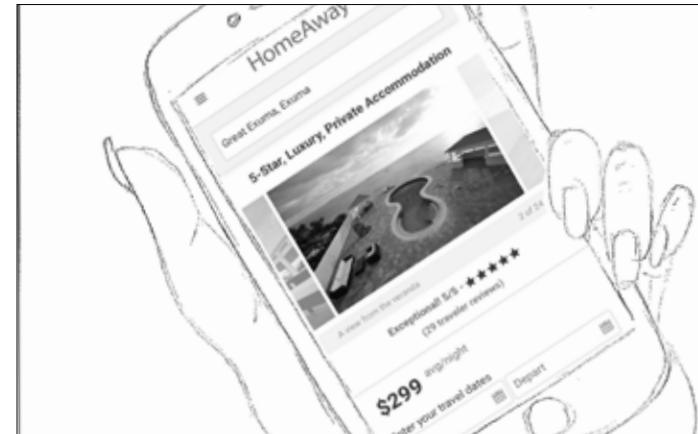 HomeAway
Great Exuma, Exuma
5-Star, Luxury, Private Accommodation
2 of 24
A view from the veranda
Exceptional! 5/5 - ★★★★★
(29 traveler reviews)
$299 avg/night
Enter your travel dates
Depart